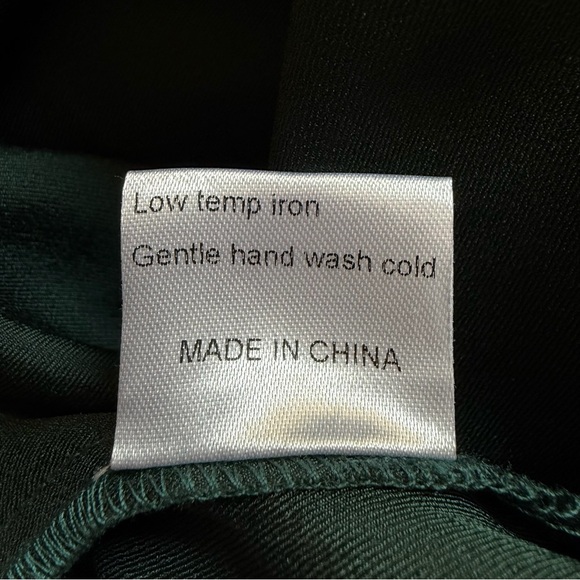 Low temp iron
Gentle hand wash cold
MADE IN CHINA